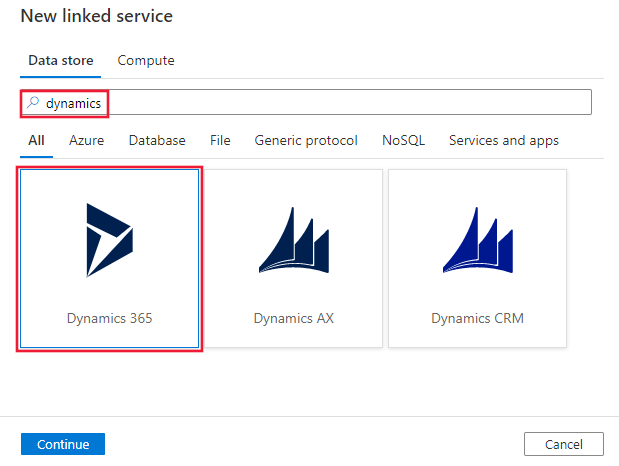 New linked service
Data store Compute
dynamics
All Azure Database File Generic protocol NoSQL Services and apps
Dynamics 365 Dynamics AX Dynamics CRM
Continue Cancel